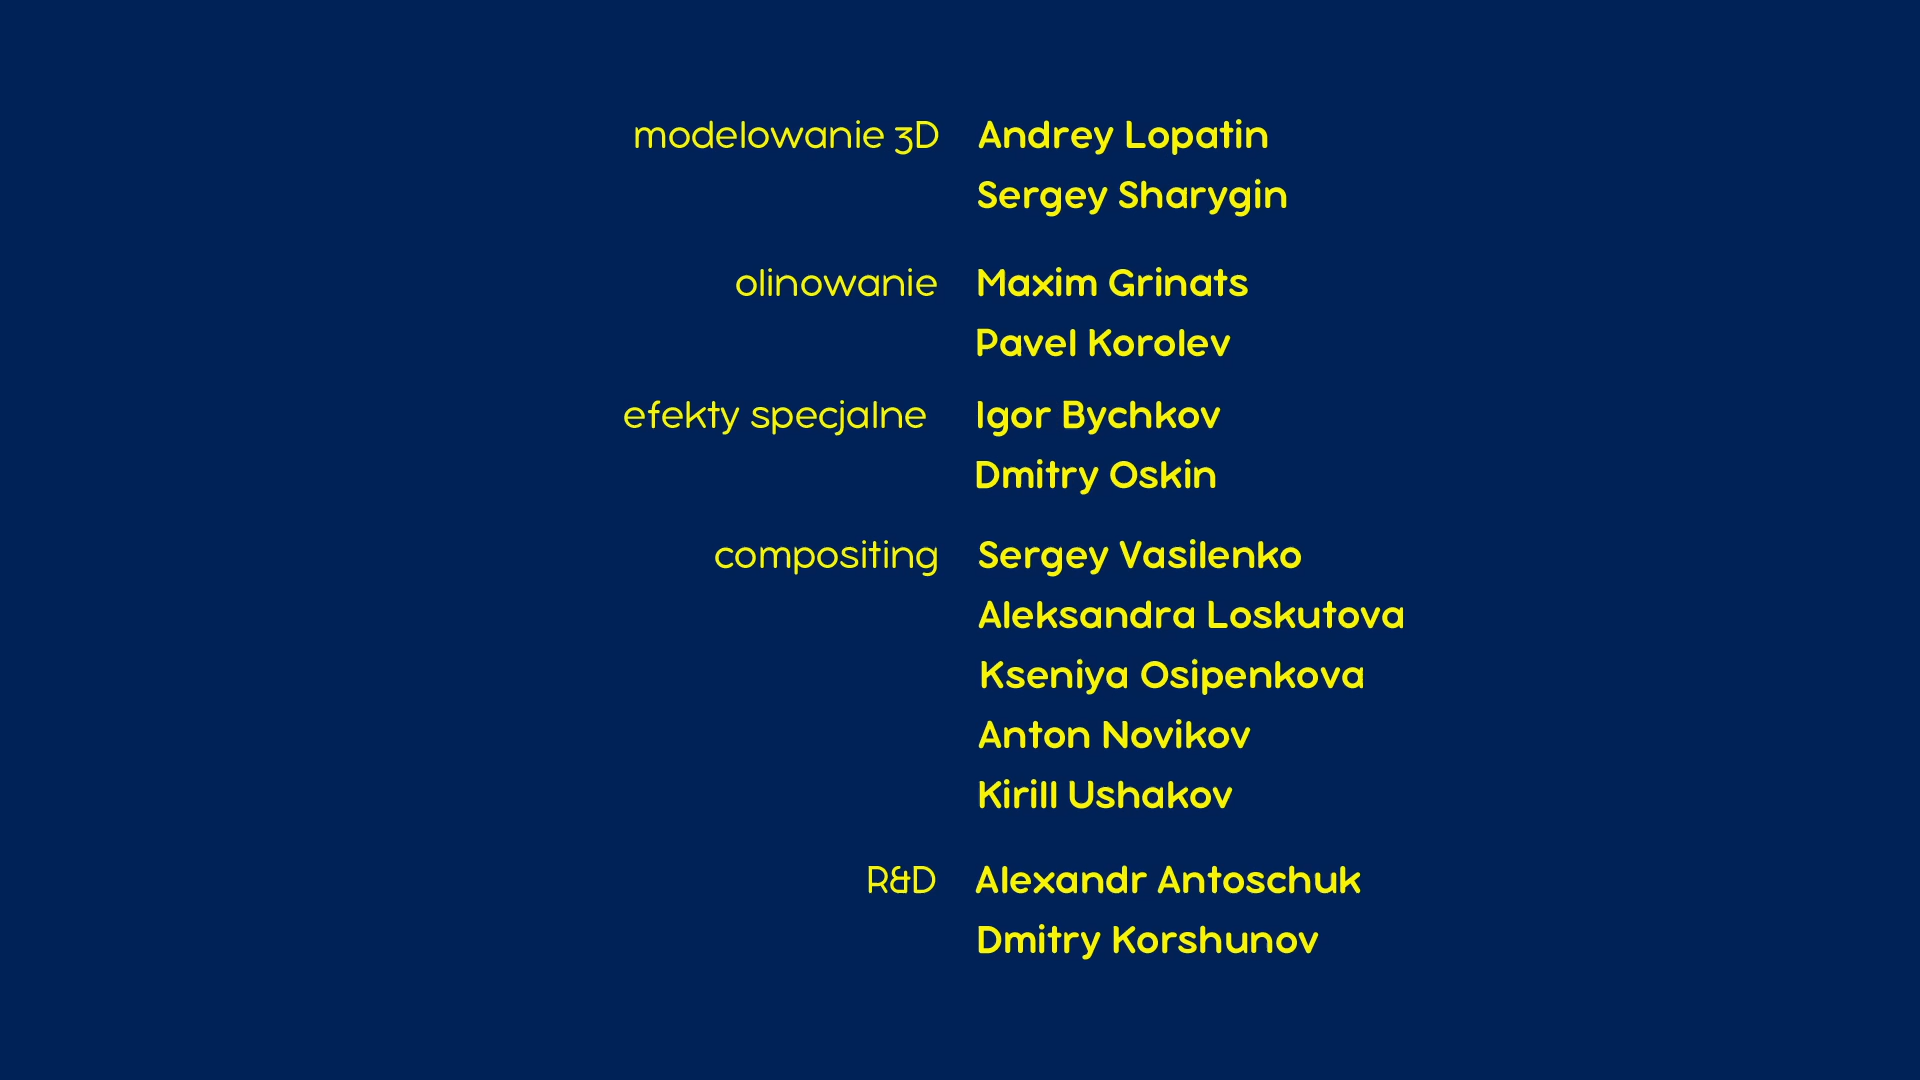 modelowanie 3D Andrey Lopatin
Sergey Sharygin
olinowanie Maxim Grinats
Pavel Korolev
efekty specjalne Igor Bychkov
Dmitry Oskin
compositing Sergey Vasilenko
Aleksandra Loskutova
Kseniya Osipenkova
Anton Novikov
Kirill Ushakov
R&D Alexandr Antoschuk
Dmitry Korshunov